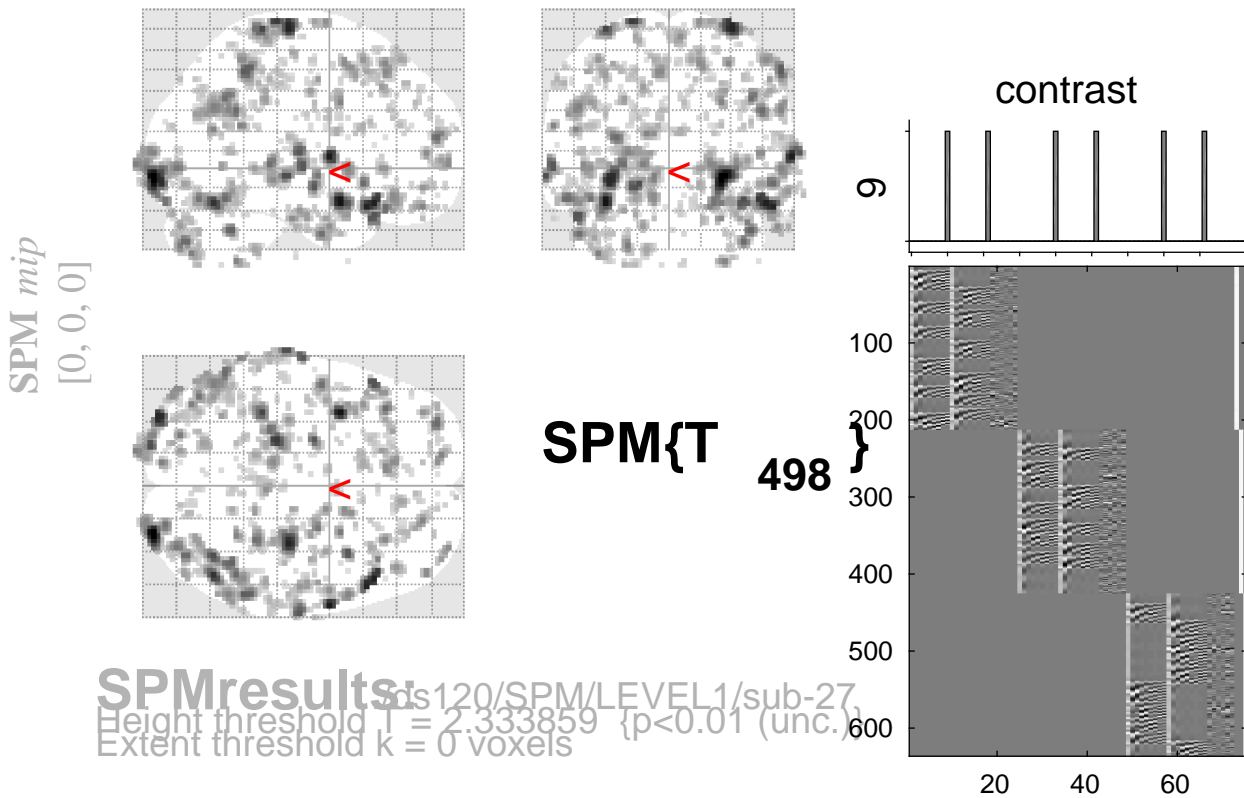 SPM mip
[0, 0, 0]
<
<
<
SPM{T 498 }
contrast
9
100
200
300
400
500
600
20 40 60
SPMresults: /ds120/SPM/LEVEL1/sub-27
Height threshold T = 2.333859 {p<0.01 (unc.)}
Extent threshold k = 0 voxels